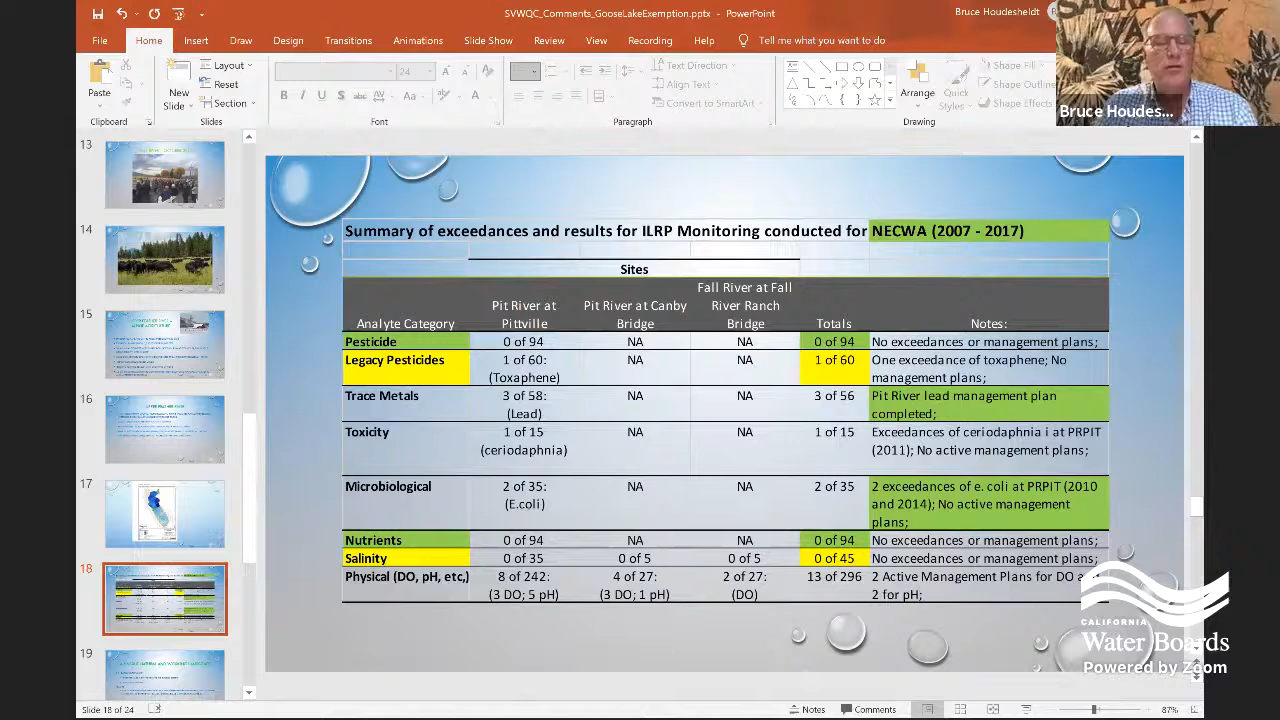 SVWQC_Comments_GooseLakeExemption.pptx - PowerPoint
Bruce Houdesheldt
File Home Insert Draw Design Transitions Animations Slide Show Review View Recording Help Tell me what you want to do
Paste
New
Slide
Layout
Reset
Section
24
B I U S ab AV Aa A
Text Direction
Align Text
Convert to SmartArt
Arrange
Quick
Styles
Shape Fill
Shape Outline
Shape Effects
Clipboard Slides Font Paragraph Drawing
Bruce Houdes...
13
14
15
16
17
18
19
Summary of exceedances and results for ILRP Monitoring conducted for NECWA (2007 - 2017)
Sites
Analyte Category
Pit River at
Pittville
Pit River at Canby
Bridge
Fall River at Fall
River Ranch
Bridge
Totals
Notes:
Pesticide 0 of 94 NA NA 0 of 94 No exceedances or management plans;
Legacy Pesticides 1 of 60: NA NA 1 of 60 One exceedance of toxaphene; No
(Toxaphene) management plans;
Trace Metals 3 of 58: NA NA 3 of 56 Pit River lead management plan
(Lead) completed;
Toxicity 1 of 15 NA NA 1 of 15 Exceedances of ceriodaphnia i at PRPIT
(ceriodaphnia) (2011); No active management plans;
Microbiological 2 of 35: NA NA 2 of 35 2 exceedances of e. coli at PRPIT (2010
(E.coli) and 2014); No active management
plans;
Nutrients 0 of 94 NA NA 0 of 94 No exceedances or management plans;
Salinity 0 of 35 0 of 5 0 of 5 0 of 45 No exceedances or management plans;
Physical (DO, pH, etc,) 8 of 242: 4 of 27: 2 of 27: 13 of 296 2 Active Management Plans for DO
(3 DO; 5 pH) (3 DO; 1 pH) (DO) 2 for pH;
CALIFORNIA
Water Boards
Powered by Zoom
Slide 18 of 24
Notes Comments 87%